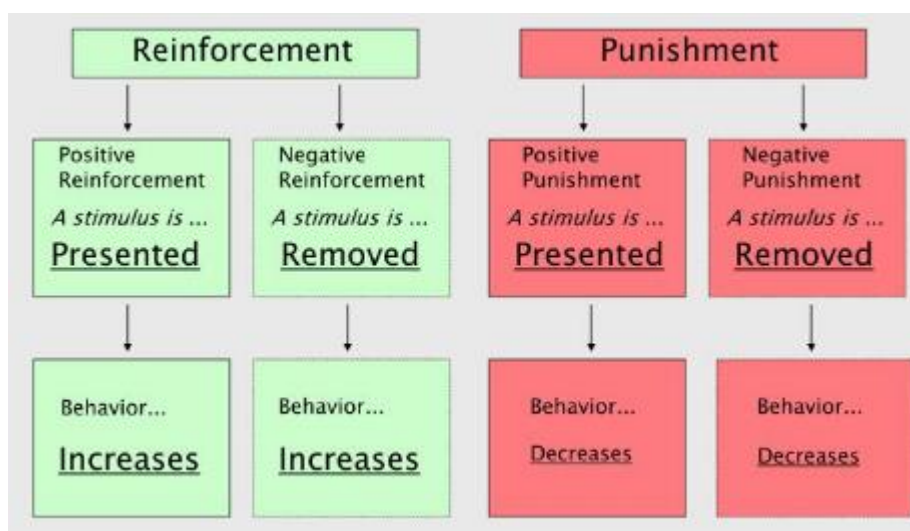 Reinforcement
Punishment
Positive
Reinforcement
A stimulus is ...
Presented
Negative
Reinforcement
A stimulus is ...
Removed
Positive
Punishment
A stimulus is ...
Presented
Negative
Punishment
A stimulus is ...
Removed
Behavior...
Increases
Behavior...
Increases
Behavior...
Decreases
Behavior...
Decreases